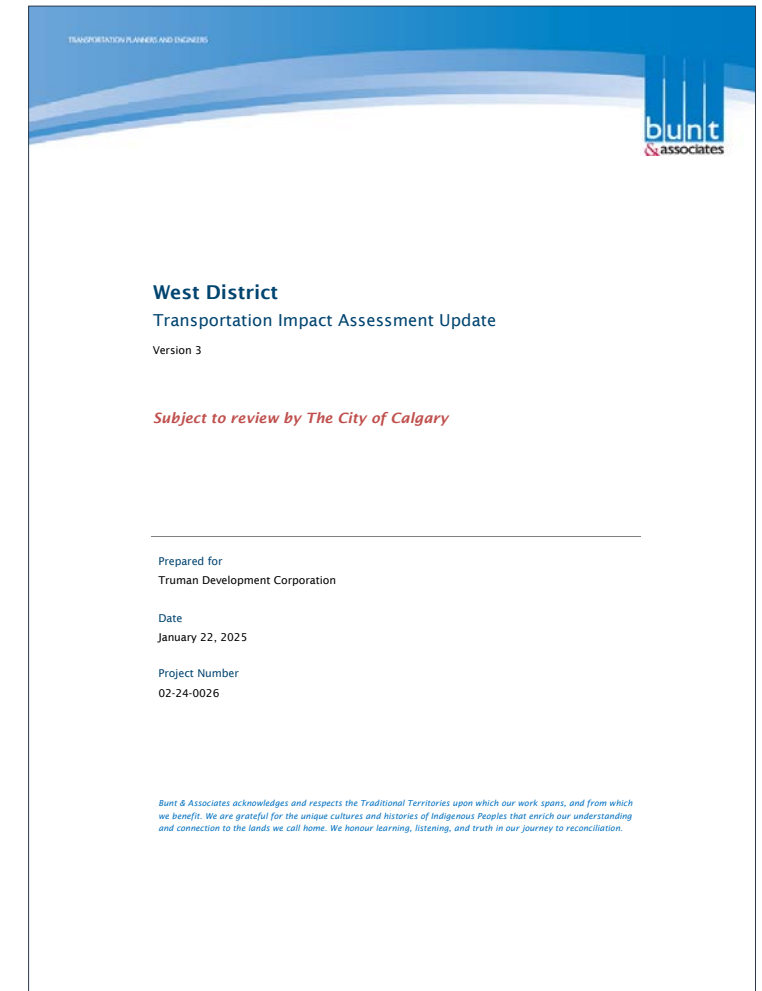 TRANSPORTATION PLANNERS AND ENGINEERS
bunt
& associates
West District
Transportation Impact Assessment Update
Version 3
Subject to review by The City of Calgary
Prepared for
Truman Development Corporation
Date
January 22, 2025
Project Number
02-24-0026
Bunt & Associates acknowledges and respects the Traditional Territories upon which our work spans, and from which
we benefit. We are grateful for the unique cultures and histories of Indigenous Peoples that enrich our understanding
and connection to the lands we call home. We honour learning, listening, and truth in our journey to reconciliation.